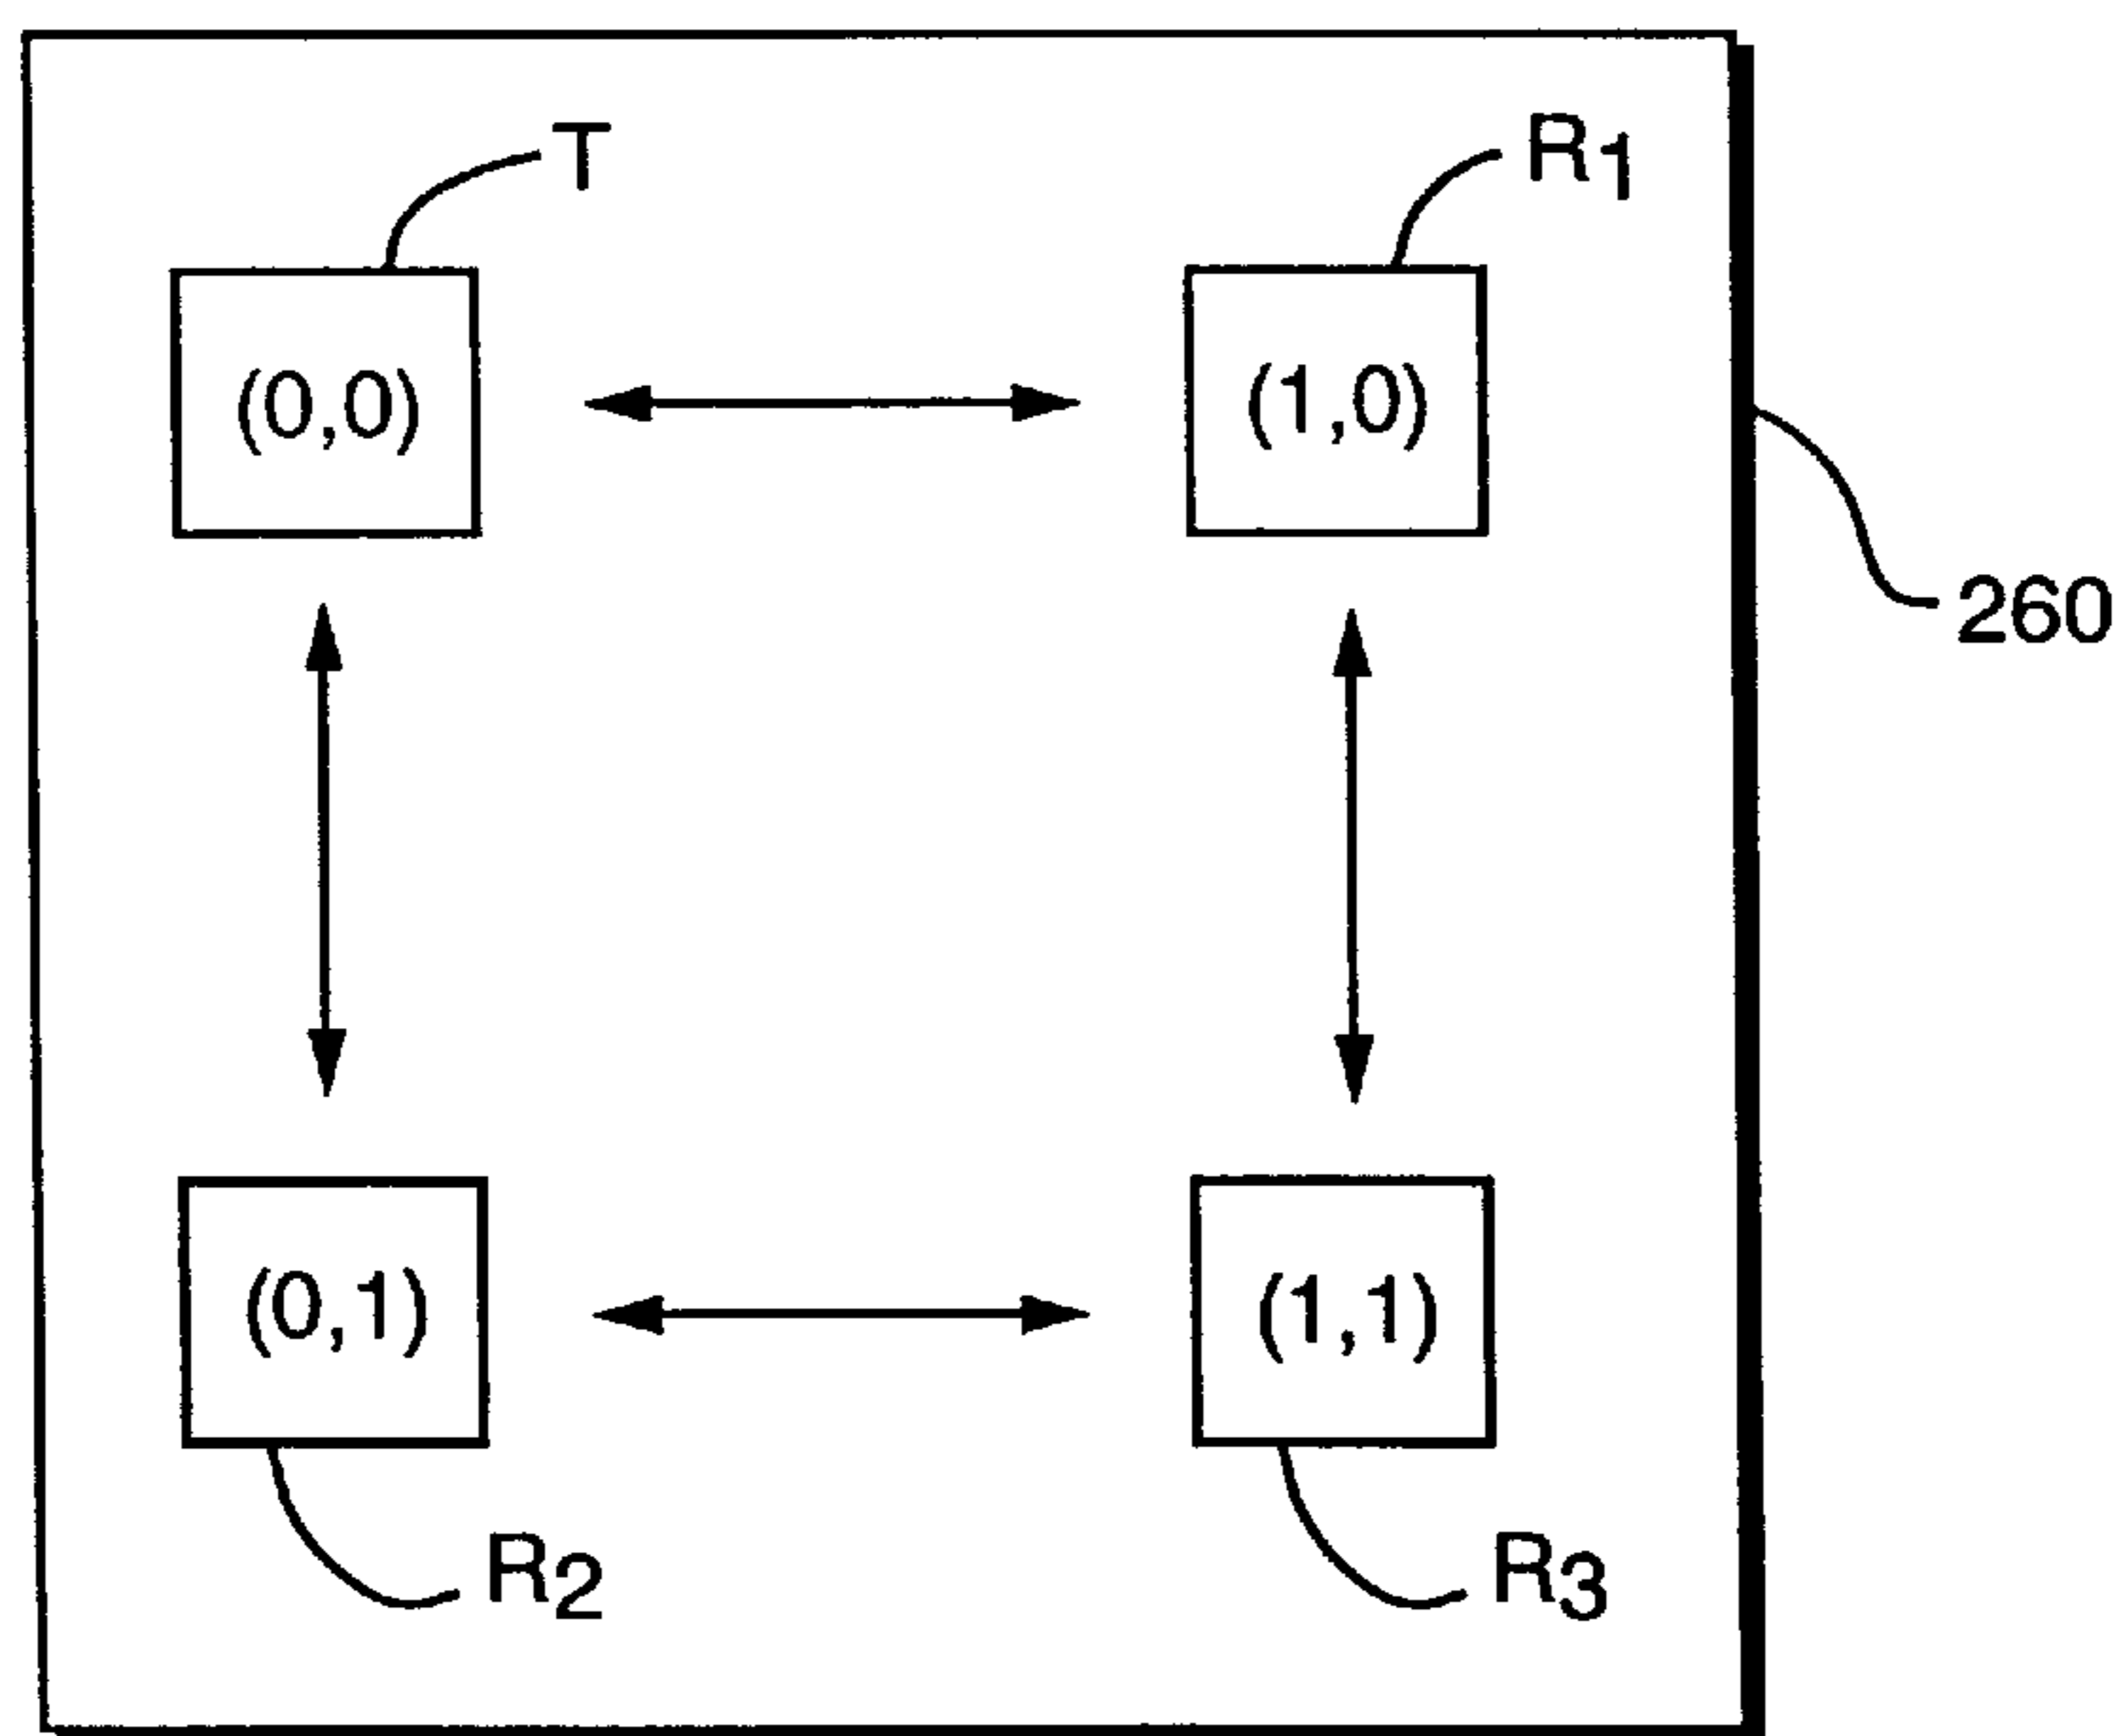 T
R1
(0,0)
(1,0)
260
(0,1)
(1,1)
R2
R3